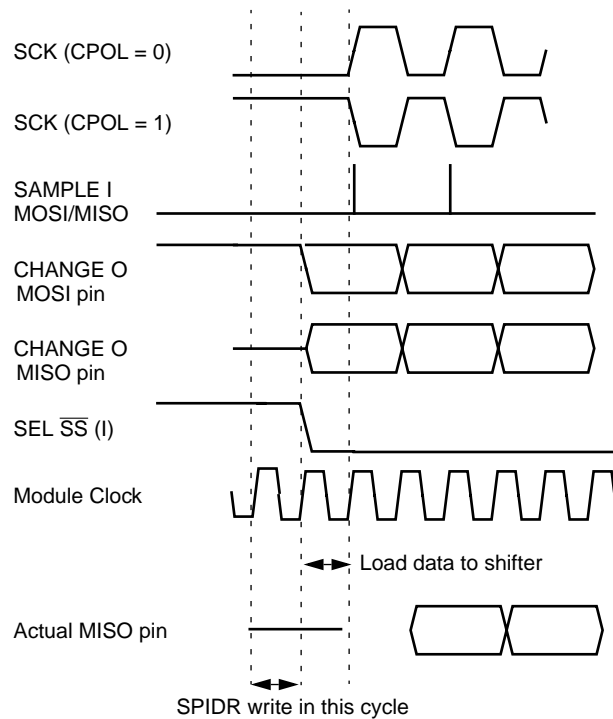 SCK (CPOL = 0)
SCK (CPOL = 1)
SAMPLE I
MOSI/MISO
CHANGE O
MOSI pin
CHANGE O
MISO pin
SEL S̅S̅ (I)
Module Clock
Load data to shifter
Actual MISO pin
SPIDR write in this cycle